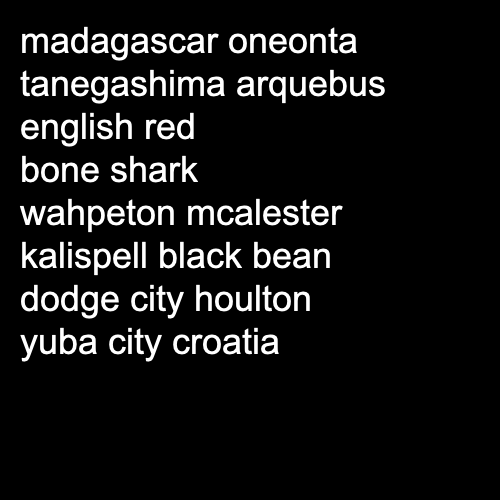 madagascar oneonta
tanegashima arquebus
english red
bone shark
wahpeton mcalester
kalispell black bean
dodge city houlton
yuba city croatia